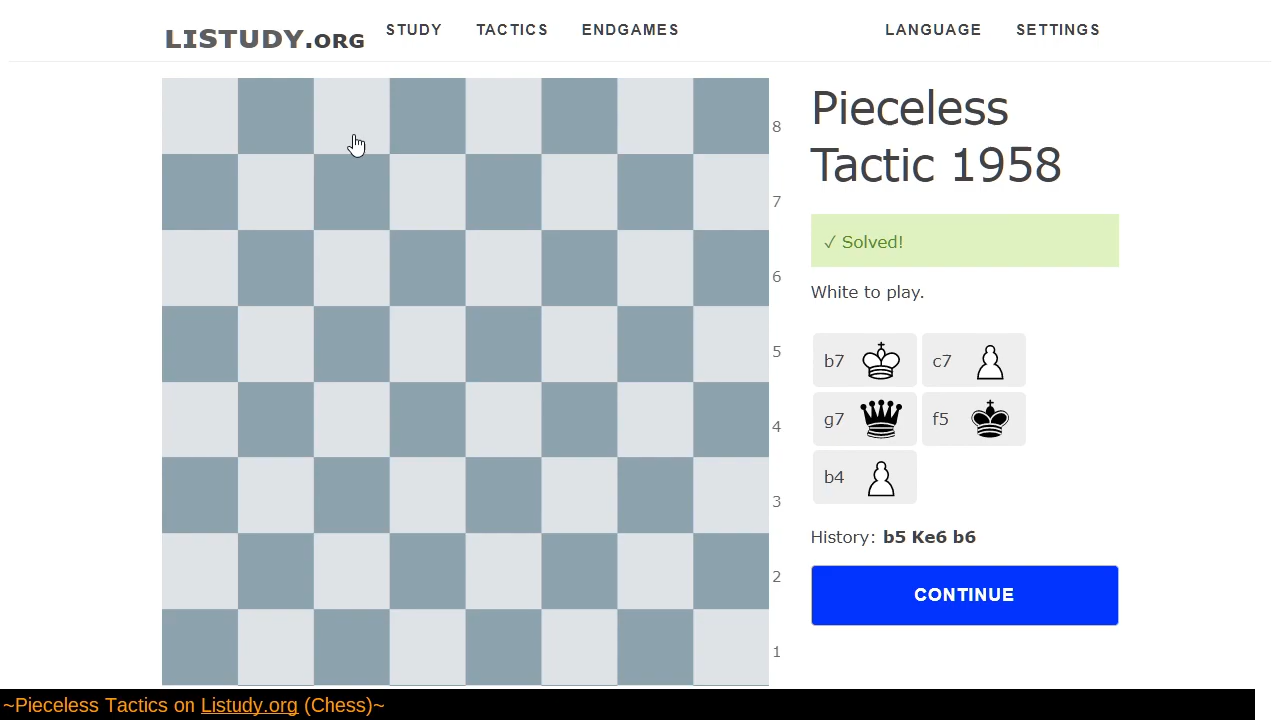 LISTUDY.ORG STUDY TACTICS ENDGAMES LANGUAGE SETTINGS
Pieceless
Tactic 1958
✓ Solved!
White to play.
b7 c7
g7 f5
b4
History: b5 Ke6 b6
CONTINUE
8
7
6
5
4
3
2
1
~Pieceless Tactics on Listudy.org (Chess)~